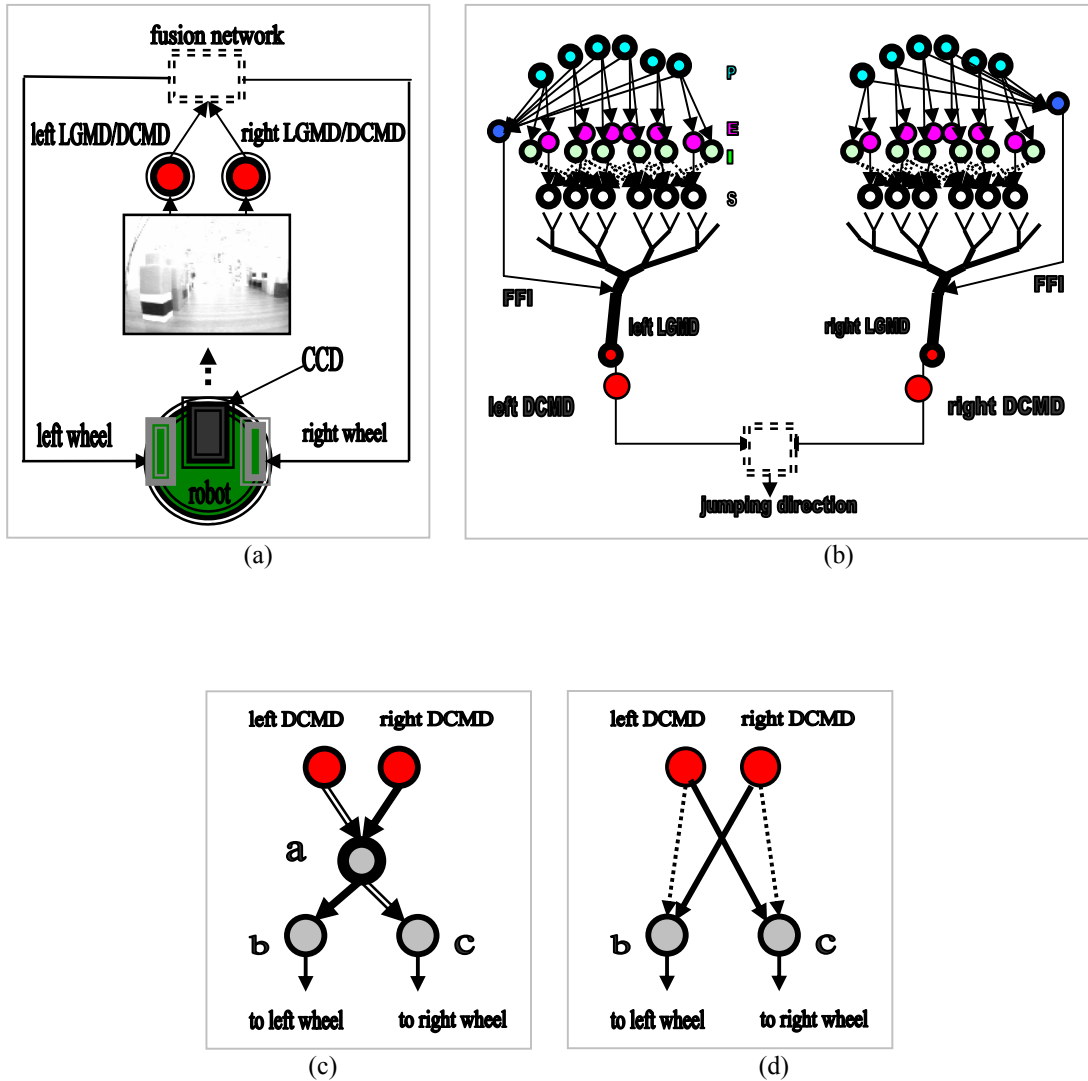 fusion network
left LGMD/DCMD
right LGMD/DCMD
CCD
left wheel
right wheel
robot
(a)
P
E
I
S
FFI
FFI
left LGMD
right LGMD
left DCMD
right DCMD
jumping direction
(b)
left DCMD right DCMD
a
b c
to left wheel to right wheel
(c)
left DCMD right DCMD
b c
to left wheel to right wheel
(d)